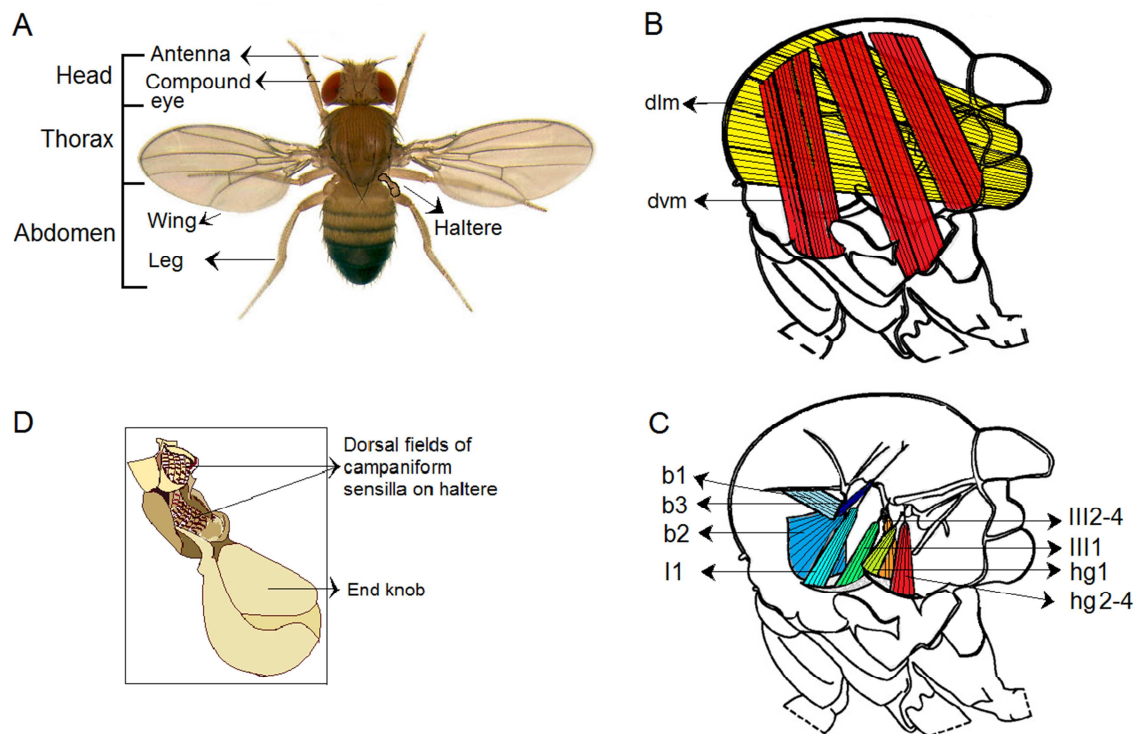 A
Head
Thorax
Abdomen
Antenna
Compound
eye
Wing
Leg
Haltere
B
dlm
dvm
D
Dorsal fields of
campaniform
sensilla on haltere
End knob
C
b1
b3
b2
I1
III2-4
III1
hg1
hg2-4